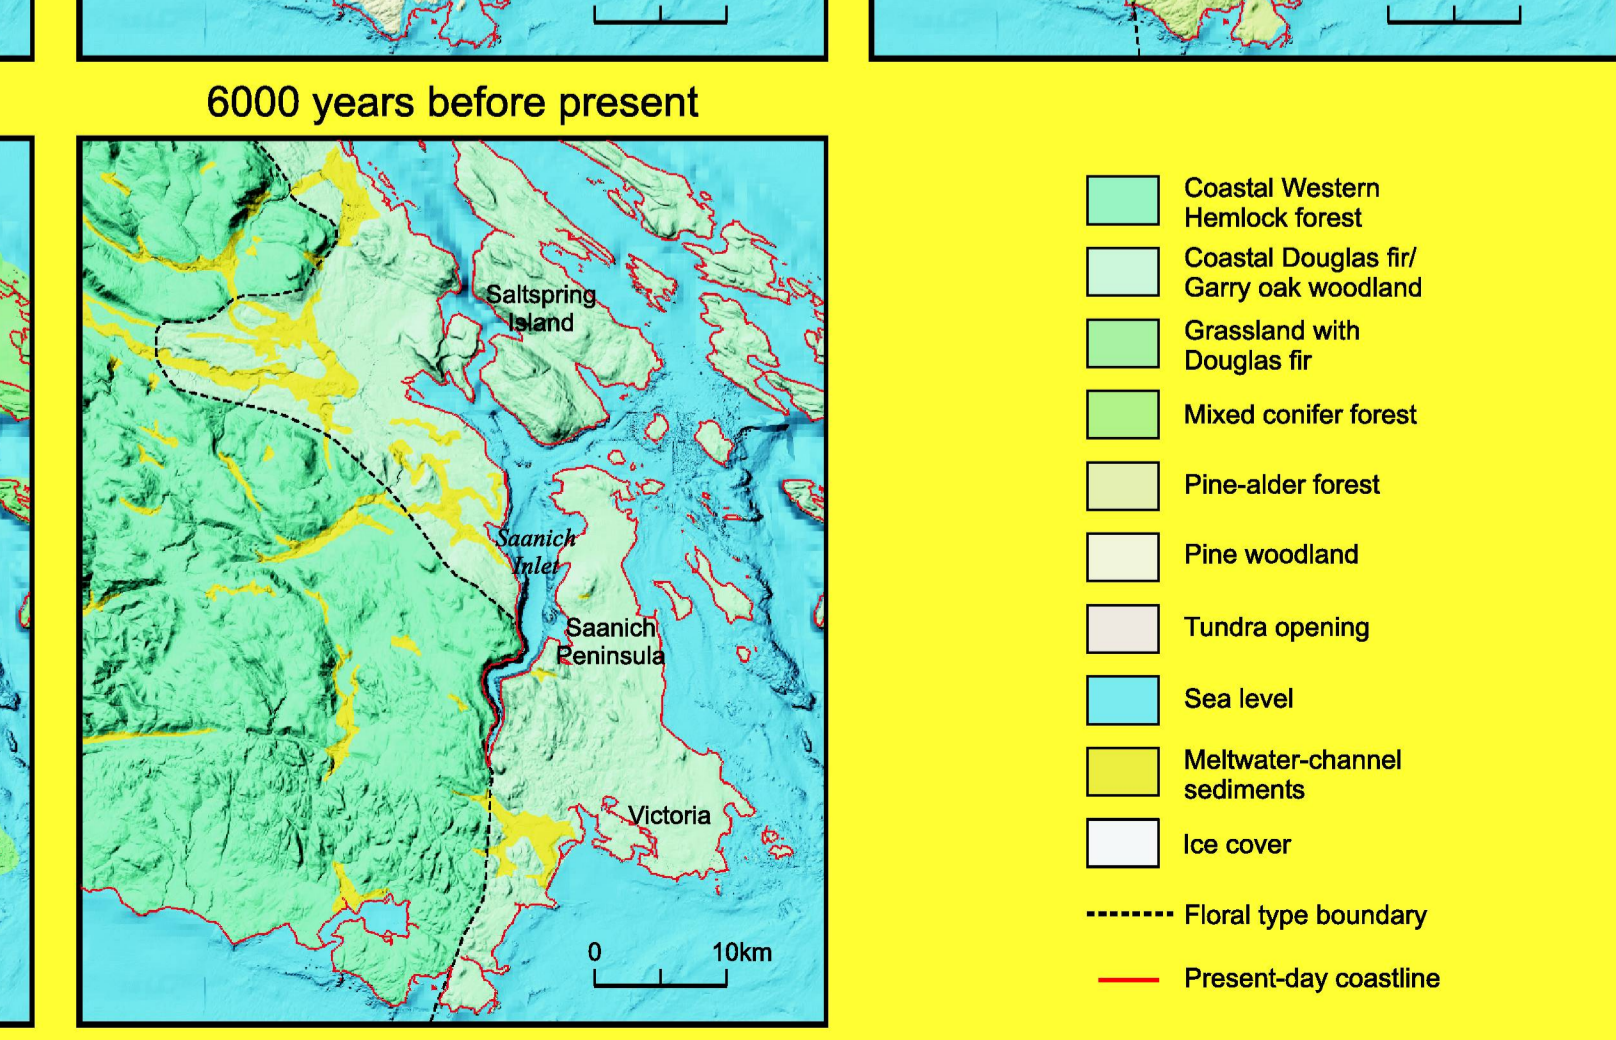 6000 years before present
Saltspring
Island
Saanich
Inlet
Saanich
Peninsula
Victoria
0 10km
Coastal Western
Hemlock forest
Coastal Douglas fir/
Garry oak woodland
Grassland with
Douglas fir
Mixed conifer forest
Pine-alder forest
Pine woodland
Tundra opening
Sea level
Meltwater-channel
sediments
Ice cover
Floral type boundary
Present-day coastline